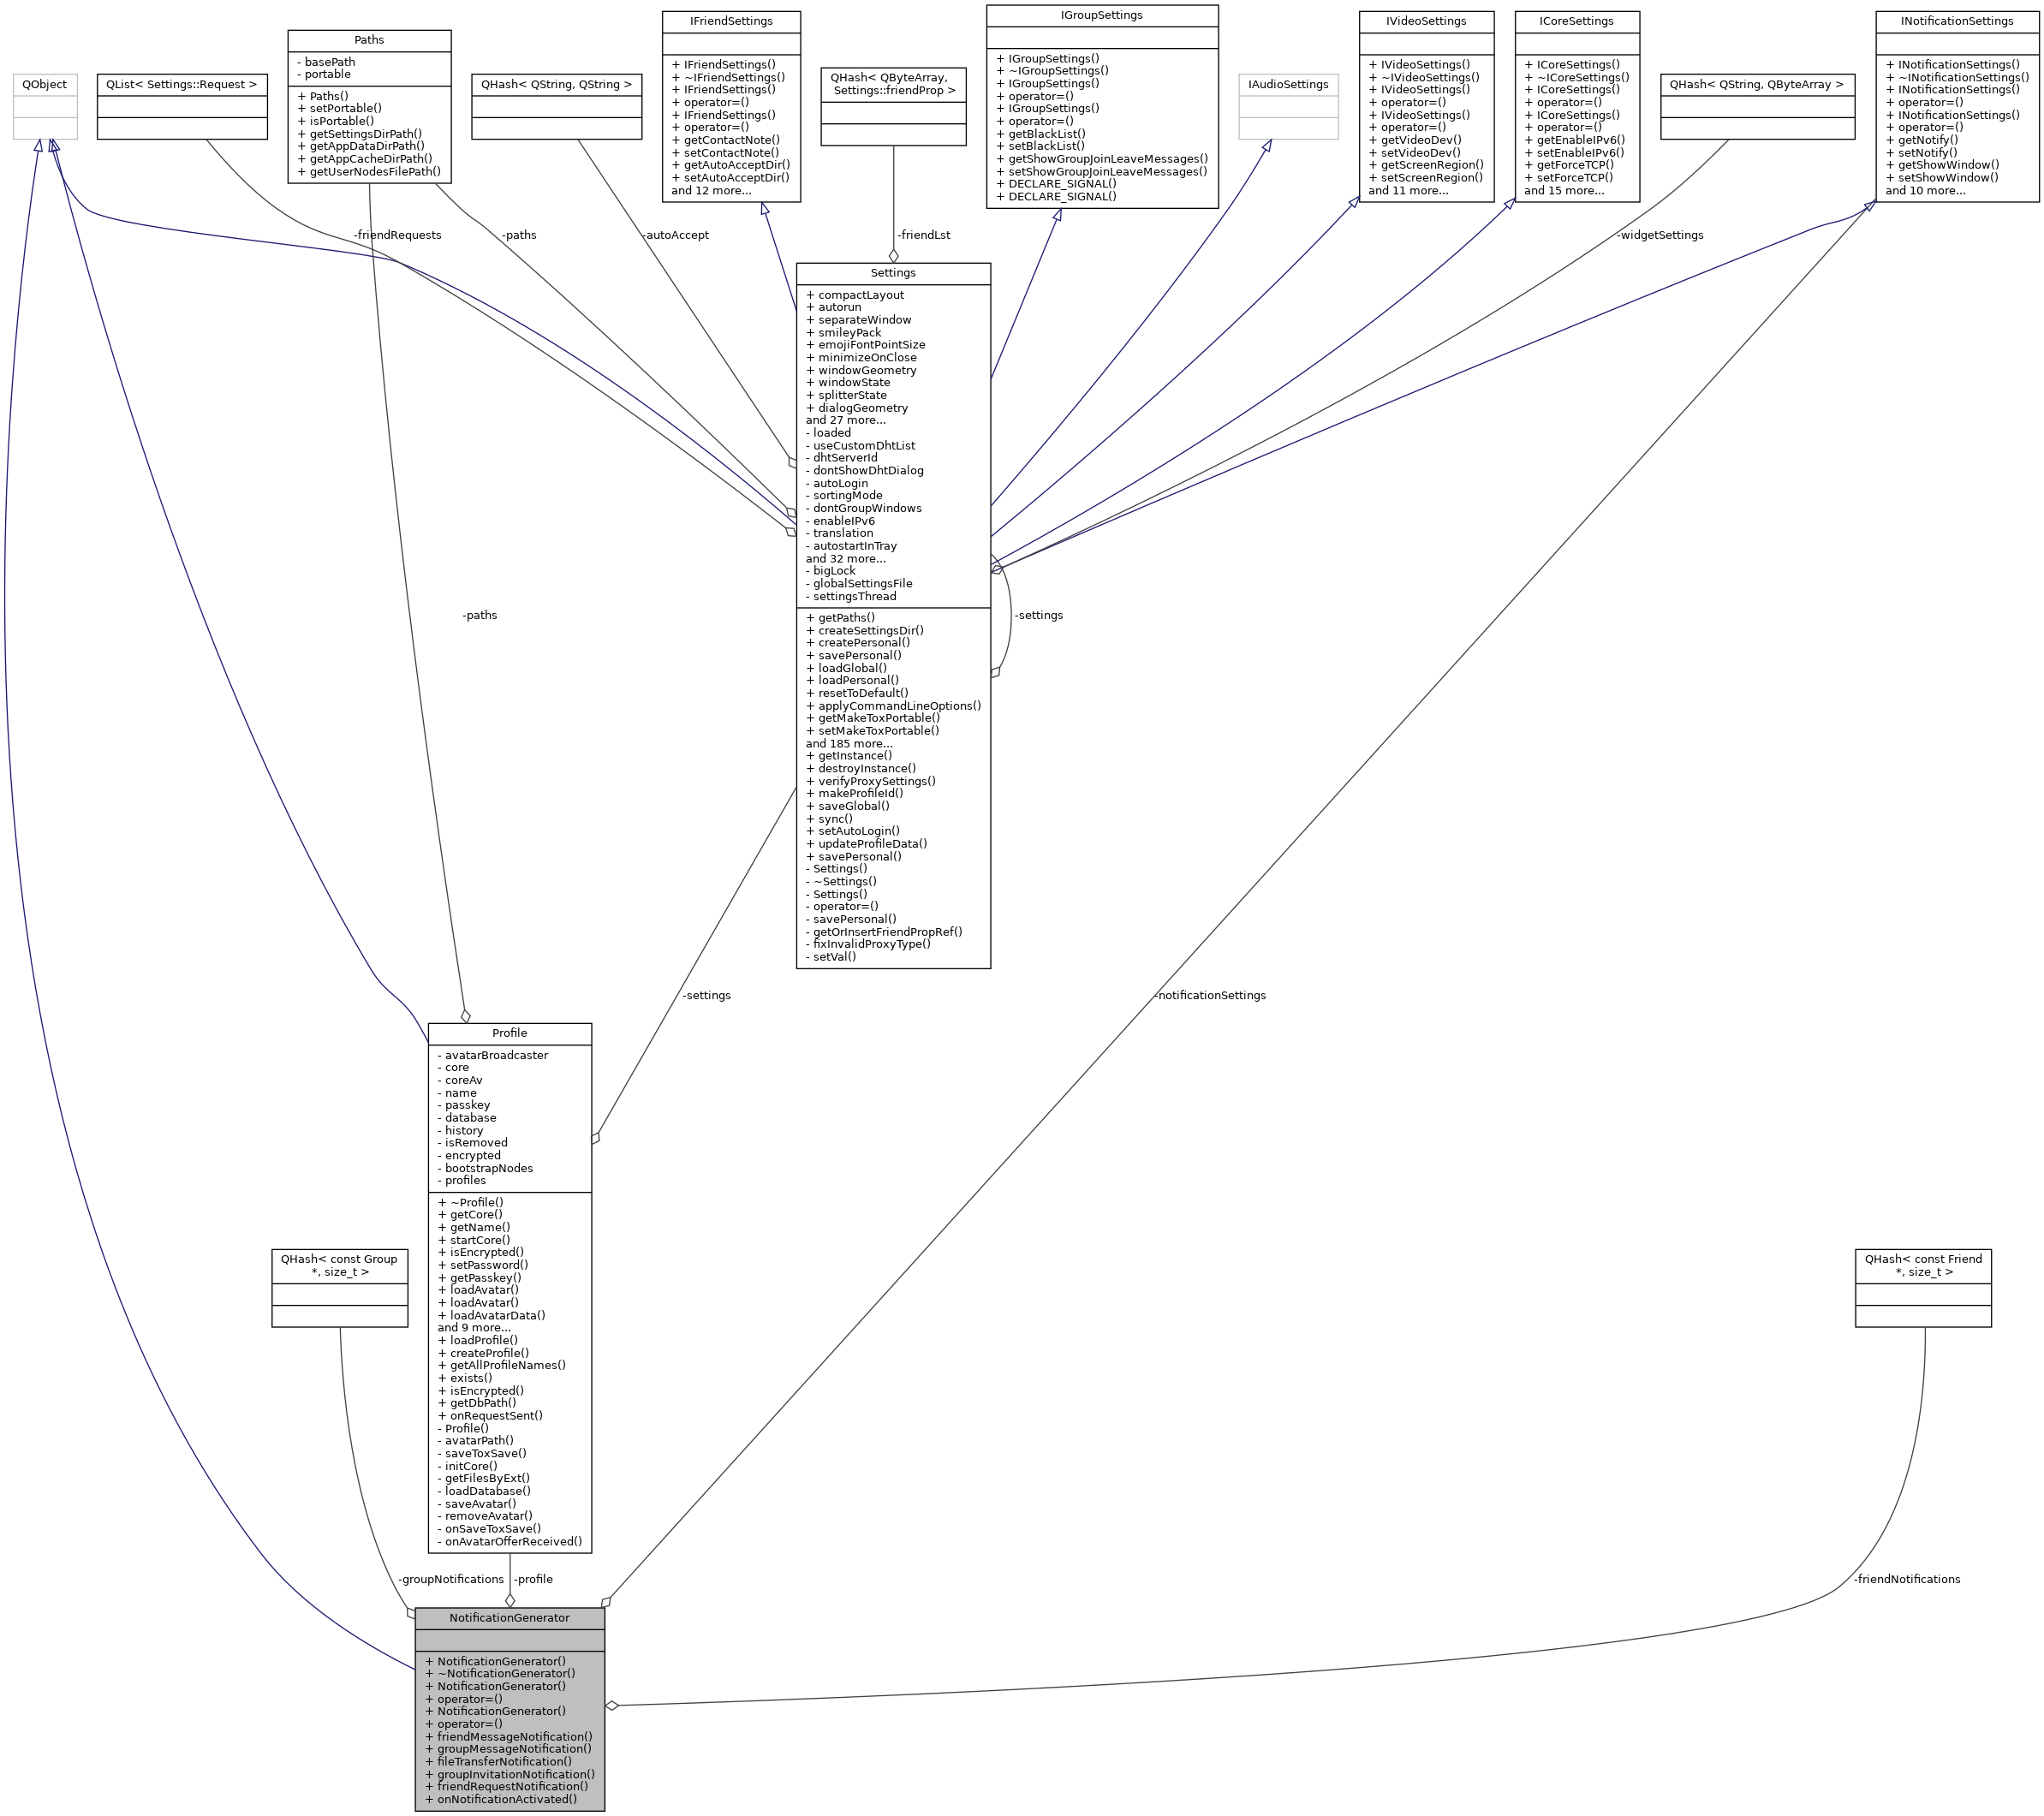 QObject
QList< Settings::Request >
Paths
- basePath
- portable
+ Paths()
+ setPortable()
+ isPortable()
+ getSettingsDirPath()
+ getAppDataDirPath()
+ getAppCacheDirPath()
+ getUserNodesFilePath()
QHash< QString, QString >
IFriendSettings
+ IFriendSettings()
+ ~IFriendSettings()
+ IFriendSettings()
+ operator=()
+ IFriendSettings()
+ operator=()
+ getContactNote()
+ setContactNote()
+ getAutoAcceptDir()
+ setAutoAcceptDir()
and 12 more...
QHash< QByteArray,
Settings::friendProp >
IGroupSettings
+ IGroupSettings()
+ ~IGroupSettings()
+ IGroupSettings()
+ operator=()
+ IGroupSettings()
+ operator=()
+ getBlackList()
+ setBlackList()
+ getShowGroupJoinLeaveMessages()
+ setShowGroupJoinLeaveMessages()
+ DECLARE_SIGNAL()
+ DECLARE_SIGNAL()
IAudioSettings
IVideoSettings
+ IVideoSettings()
+ ~IVideoSettings()
+ IVideoSettings()
+ operator=()
+ IVideoSettings()
+ operator=()
+ getVideoDev()
+ setVideoDev()
+ getScreenRegion()
+ setScreenRegion()
and 11 more...
ICoreSettings
+ ICoreSettings()
+ ~ICoreSettings()
+ ICoreSettings()
+ operator=()
+ ICoreSettings()
+ operator=()
+ getEnableIPv6()
+ setEnableIPv6()
+ getForceTCP()
+ setForceTCP()
and 15 more...
QHash< QString, QByteArray >
INotificationSettings
+ INotificationSettings()
+ ~INotificationSettings()
+ INotificationSettings()
+ operator=()
+ INotificationSettings()
+ operator=()
+ getNotify()
+ setNotify()
+ getShowWindow()
+ setShowWindow()
and 10 more...
-friendRequests
-paths
-autoAccept
-friendLst
-widgetSettings
Settings
+ compactLayout
+ autorun
+ separateWindow
+ smileyPack
+ emojiFontPointSize
+ minimizeOnClose
+ windowGeometry
+ windowState
+ splitterState
+ dialogGeometry
and 27 more...
- loaded
- useCustomDhtList
- dhtServerId
- dontShowDhtDialog
- autoLogin
- sortingMode
- dontGroupWindows
- enableIPv6
- translation
- autostartInTray
and 32 more...
- bigLock
- globalSettingsFile
- settingsThread
+ getPaths()
+ createSettingsDir()
+ createPersonal()
+ savePersonal()
+ loadGlobal()
+ loadPersonal()
+ resetToDefault()
+ applyCommandLineOptions()
+ getMakeToxPortable()
+ setMakeToxPortable()
and 185 more...
+ getInstance()
+ destroyInstance()
+ verifyProxySettings()
+ makeProfileId()
+ saveGlobal()
+ sync()
+ setAutoLogin()
+ updateProfileData()
+ savePersonal()
- Settings()
- ~Settings()
- Settings()
- operator=()
- savePersonal()
- getOrInsertFriendPropRef()
- fixInvalidProxyType()
- setVal()
-paths
-settings
-settings
-notificationSettings
Profile
- avatarBroadcaster
- core
- coreAv
- name
- passkey
- database
- history
- isRemoved
- encrypted
- bootstrapNodes
- profiles
+ ~Profile()
+ getCore()
+ getName()
+ startCore()
+ isEncrypted()
+ setPassword()
+ getPasskey()
+ loadAvatar()
+ loadAvatar()
+ loadAvatarData()
and 9 more...
+ loadProfile()
+ createProfile()
+ getAllProfileNames()
+ exists()
+ isEncrypted()
+ getDbPath()
+ onRequestSent()
- Profile()
- avatarPath()
- saveToxSave()
- initCore()
- getFilesByExt()
- loadDatabase()
- saveAvatar()
- removeAvatar()
- onSaveToxSave()
- onAvatarOfferReceived()
QHash< const Group
*, size_t >
QHash< const Friend
*, size_t >
-groupNotifications
-profile
-friendNotifications
NotificationGenerator
+ NotificationGenerator()
+ ~NotificationGenerator()
+ NotificationGenerator()
+ operator=()
+ NotificationGenerator()
+ operator=()
+ friendMessageNotification()
+ groupMessageNotification()
+ fileTransferNotification()
+ groupInvitationNotification()
+ friendRequestNotification()
+ onNotificationActivated()